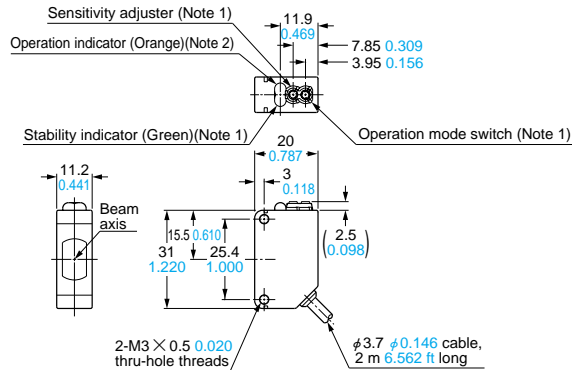 Sensitivity adjuster (Note 1)
Operation indicator (Orange)(Note 2)
11.9
0.469
7.85 0.309
3.95 0.156
Stability indicator (Green)(Note 1)
Operation mode switch (Note 1)
20
0.787
11.2
0.441
3
0.118
Beam
axis
15.5 0.610
31
1.220
25.4
1.000
(2.5
0.098)
2-M3 × 0.5 0.020
thru-hole threads
ϕ3.7 ϕ0.146 cable,
2 m 6.562 ft long